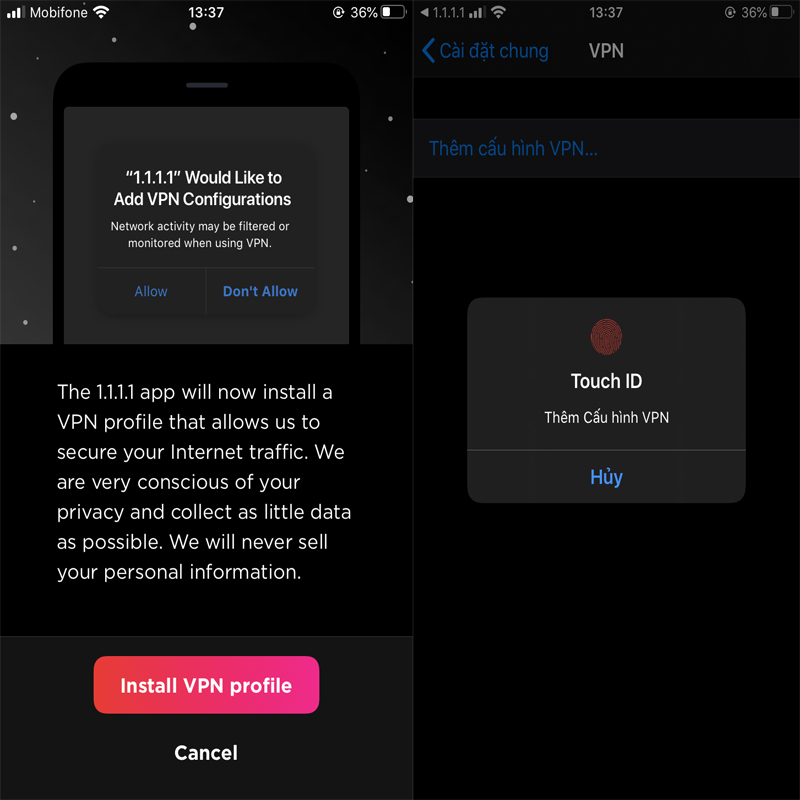 Mobifone 13:37 36%
"1.1.1.1" Would Like to
Add VPN Configurations
Network activity may be filtered or
monitored when using VPN.
Allow Don't Allow
The 1.1.1.1 app will now install a
VPN profile that allows us to
secure your Internet traffic. We
are very conscious of your
privacy and collect as little data
as possible. We will never sell
your personal information.
Install VPN profile
Cancel
1.1.1.1 13:37 36%
Cài đặt chung VPN
Thêm cấu hình VPN...
Touch ID
Thêm Cấu hình VPN
Hủy